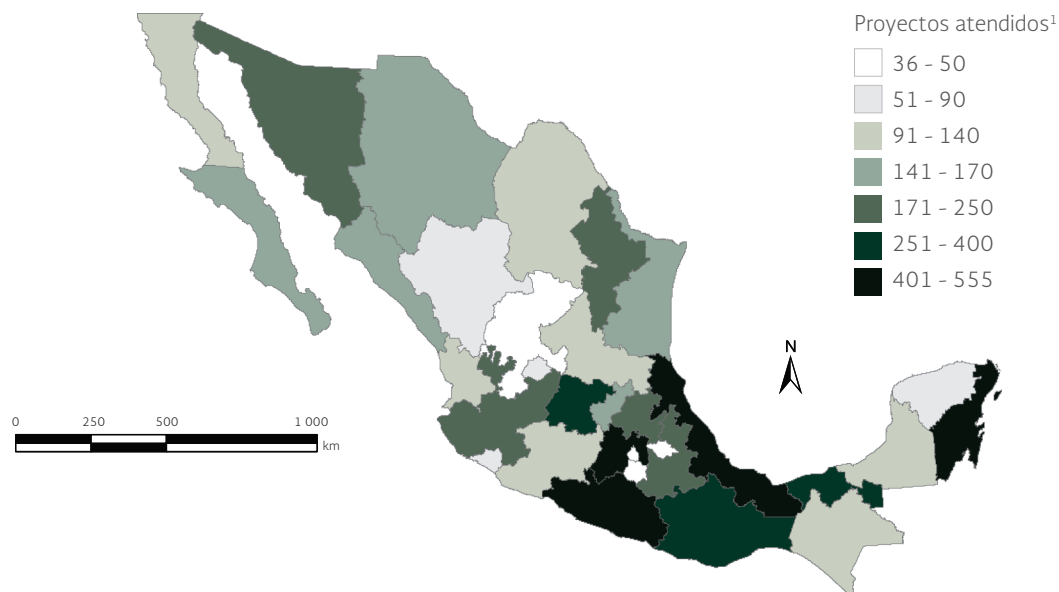 Proyectos atendidos¹
36 - 50
51 - 90
91 - 140
141 - 170
171 - 250
251 - 400
401 - 555
N
0 250 500 1 000
km